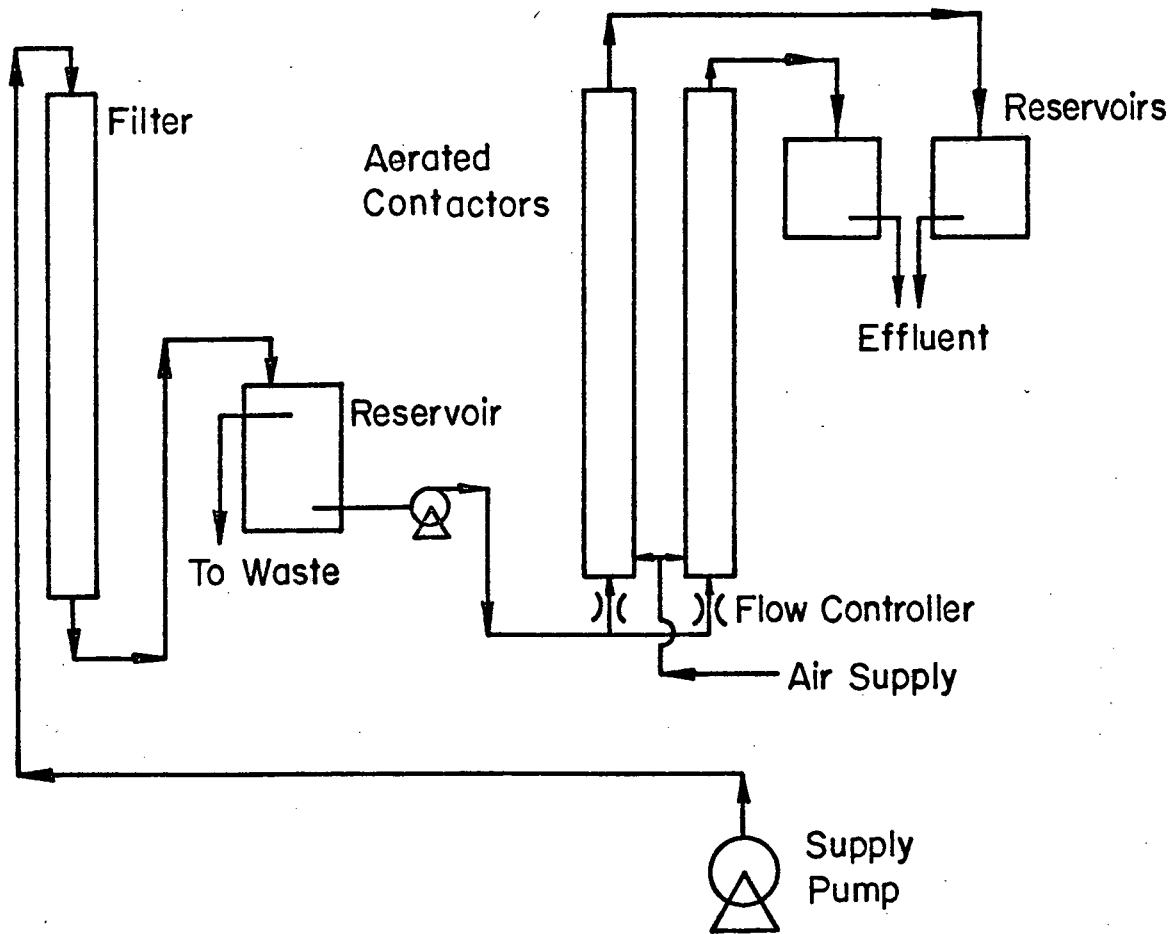 Filter
Aerated
Contactors
Reservoirs
Effluent
Reservoir
To Waste
Flow Controller
Air Supply
Supply
Pump